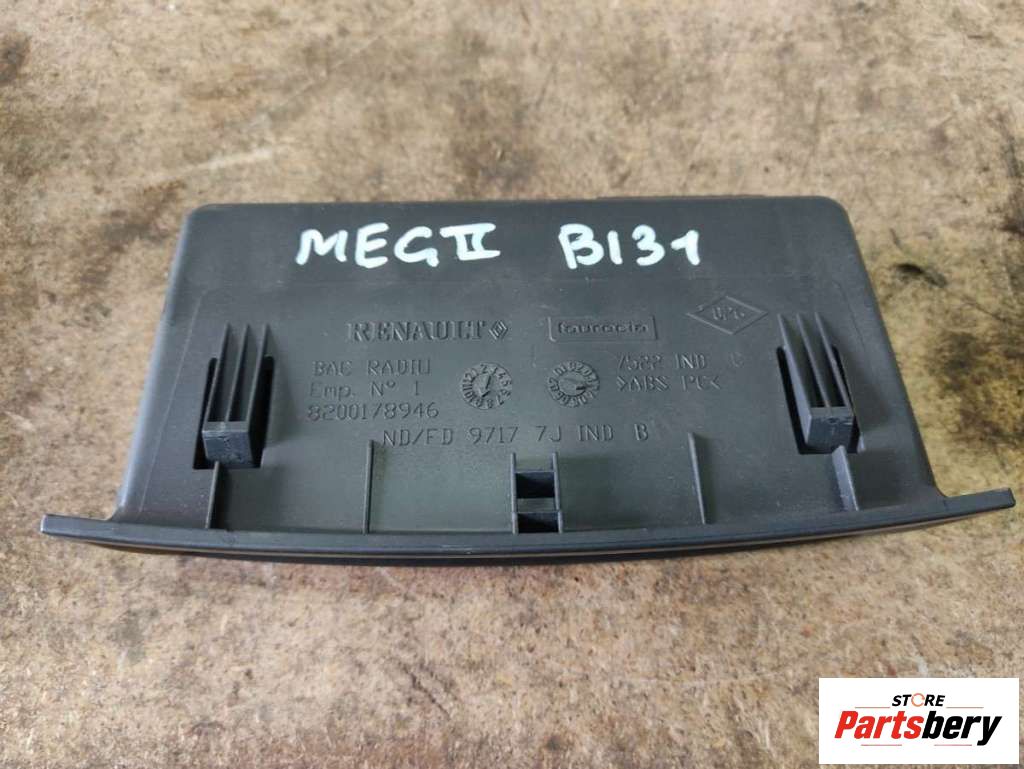 MEG II B131
RENAULT faurecia U.P.
BAC RADIO 7522 IND
Emp. N° 1 >ABS PC<
8200178946
ND/FD 9717 7J IND B
STORE
Partsbery